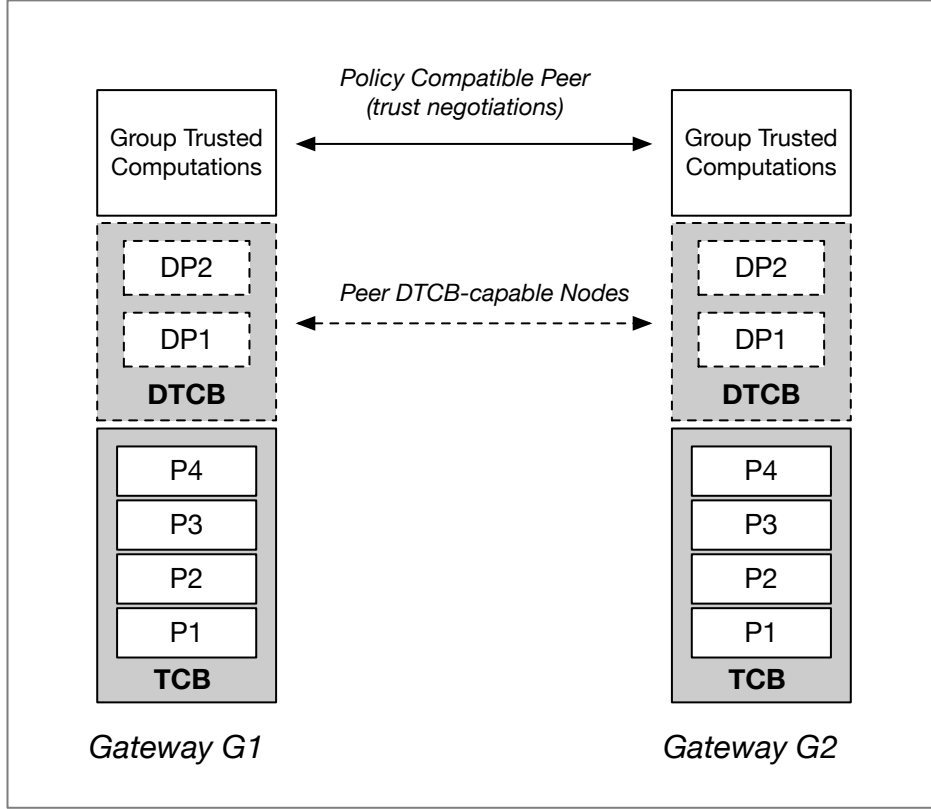 Policy Compatible Peer
(trust negotiations)
Group Trusted
Computations
Group Trusted
Computations
DP2
DP2
Peer DTCB-capable Nodes
DP1
DP1
DTCB
DTCB
P4
P4
P3
P3
P2
P2
P1
P1
TCB
TCB
Gateway G1
Gateway G2